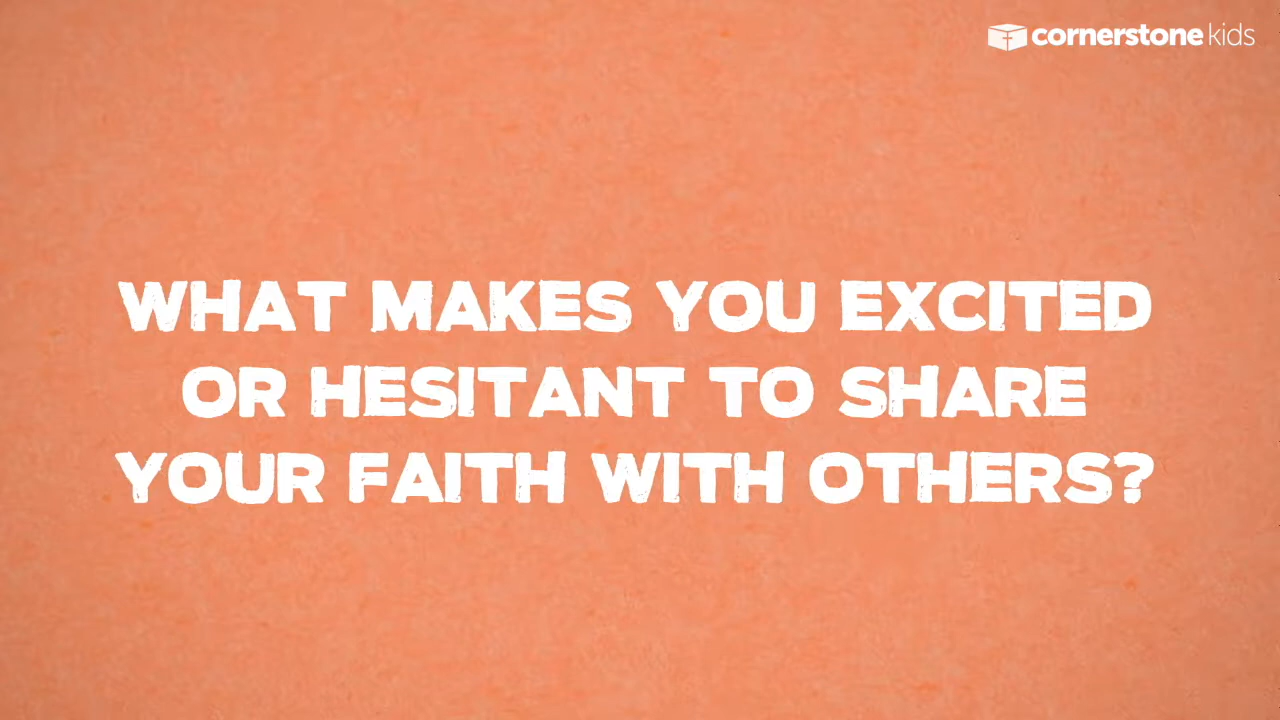 cornerstone kids
WHAT MAKES YOU EXCITED
OR HESITANT TO SHARE
YOUR FAITH WITH OTHERS?